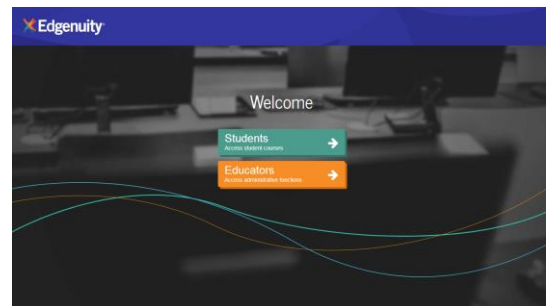 Edgenuity
Welcome
Students
Access student courses
Educators
Access administrative functions